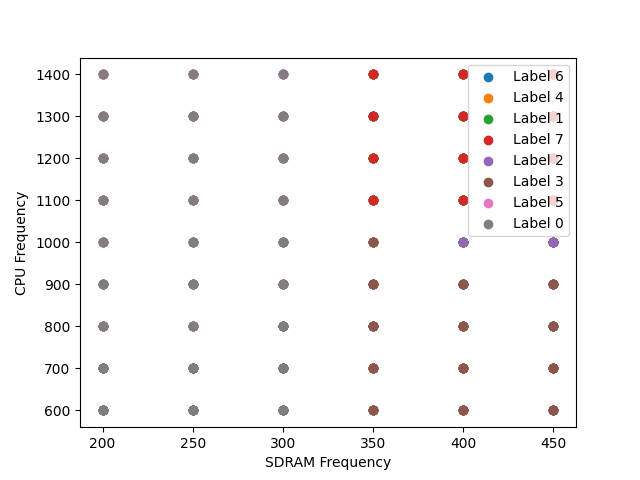 1400
1300
1200
1100
1000
900
800
700
600
CPU Frequency
200 250 300 350 400 450
SDRAM Frequency
Label 6
Label 4
Label 1
Label 7
Label 2
Label 3
Label 5
Label 0